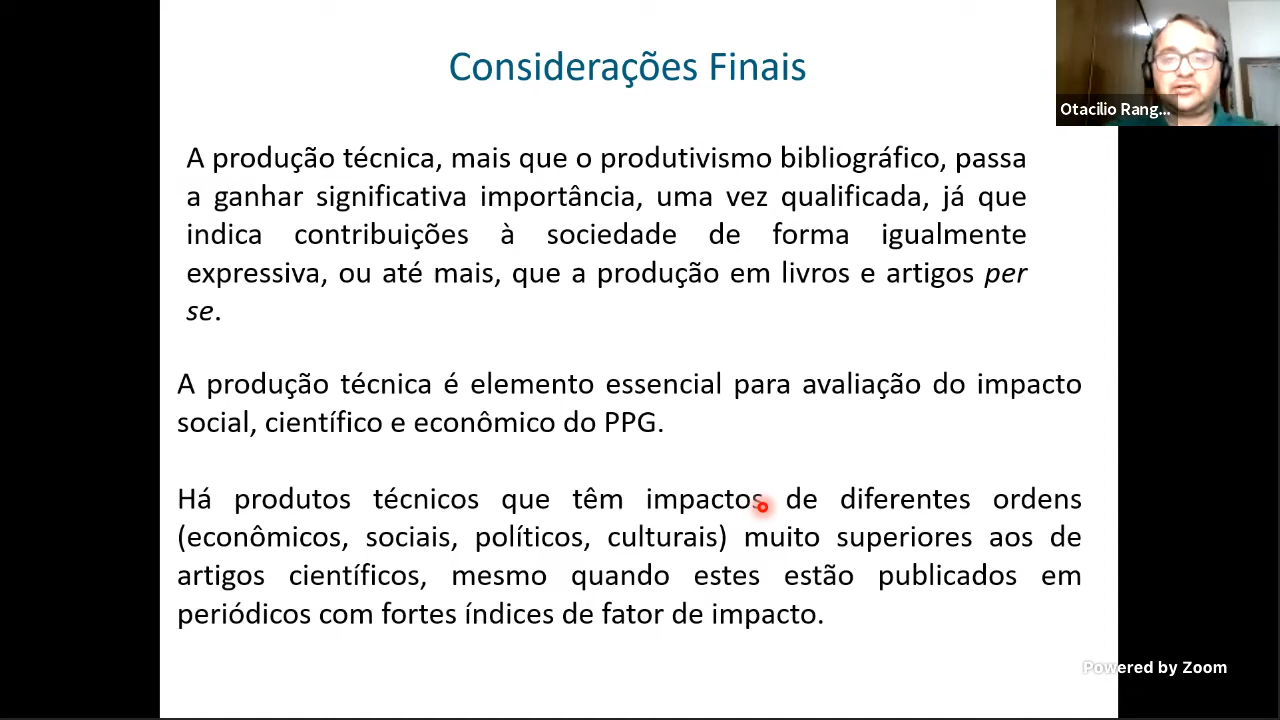 Considerações Finais
Otacilio Rang...
A produção técnica, mais que o produtivismo bibliográfico, passa
a ganhar significativa importância, uma vez qualificada, já que
indica contribuições à sociedade de forma igualmente
expressiva, ou até mais, que a produção em livros e artigos per
se.
A produção técnica é elemento essencial para avaliação do impacto
social, científico e econômico do PPG.
Há produtos técnicos que têm impactos de diferentes ordens
(econômicos, sociais, políticos, culturais) muito superiores aos de
artigos científicos, mesmo quando estes estão publicados em
periódicos com fortes índices de fator de impacto.
Powered by Zoom